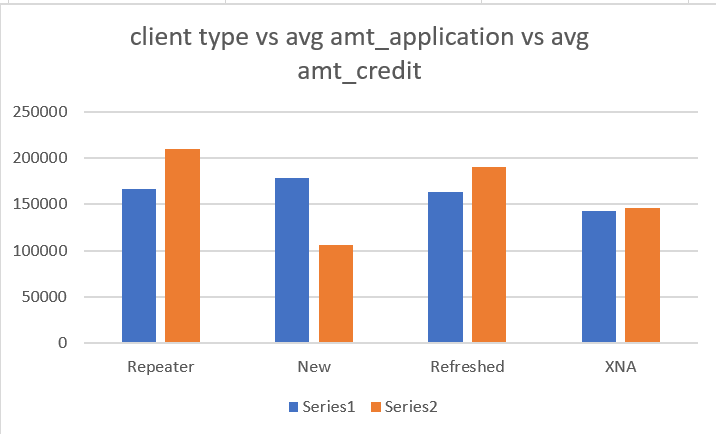 client type vs avg amt_application vs avg
amt_credit
250000
200000
150000
100000
50000
0
Repeater New Refreshed XNA
Series1 Series2